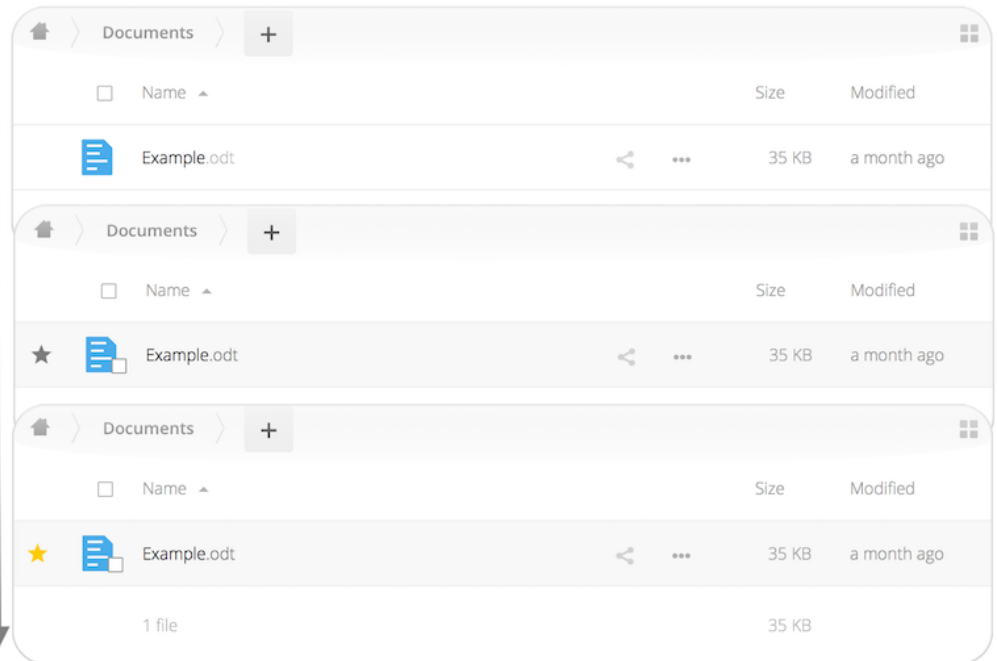 Documents +
Name Size Modified
Example.odt ••• 35 KB a month ago
Documents +
Name Size Modified
Example.odt ••• 35 KB a month ago
Documents +
Name Size Modified
Example.odt ••• 35 KB a month ago
1 file 35 KB